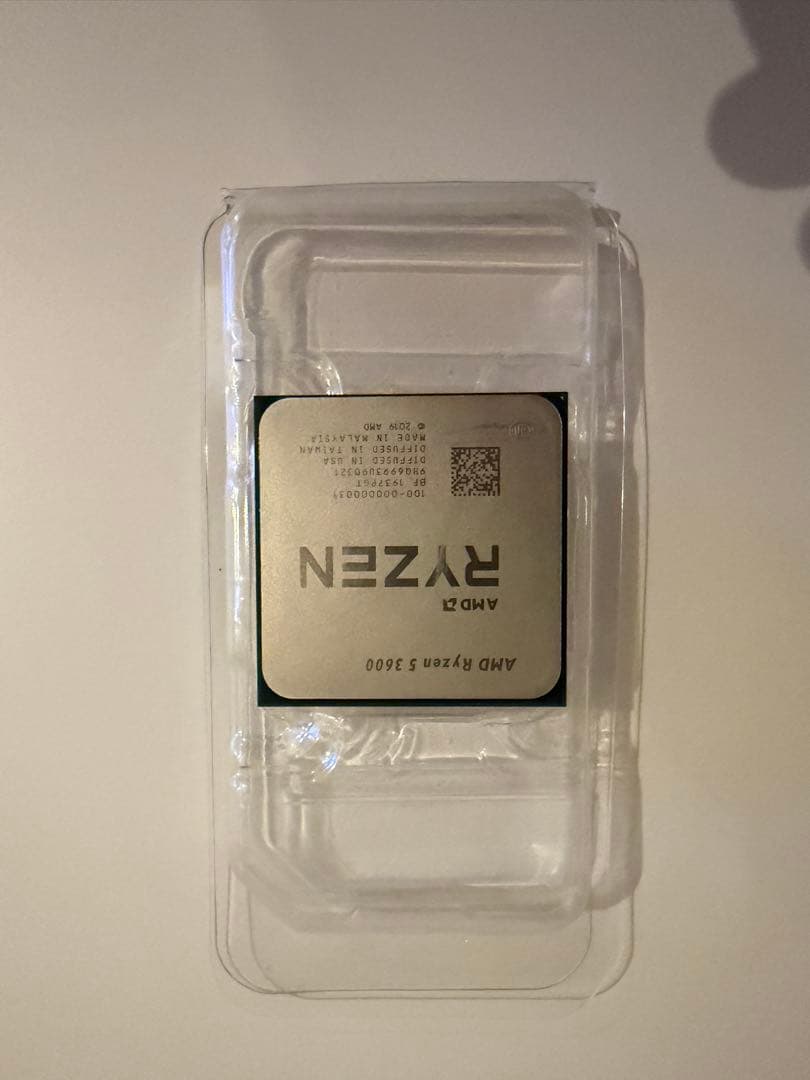 AMD Ryzen 5 3600
AMD
RYZEN
100-000000031
BF 1937PGT
9HQ6993U90321
DIFFUSED IN USA
DIFFUSED IN TAIWAN
MADE IN MALAYSIA
© 2019 AMD